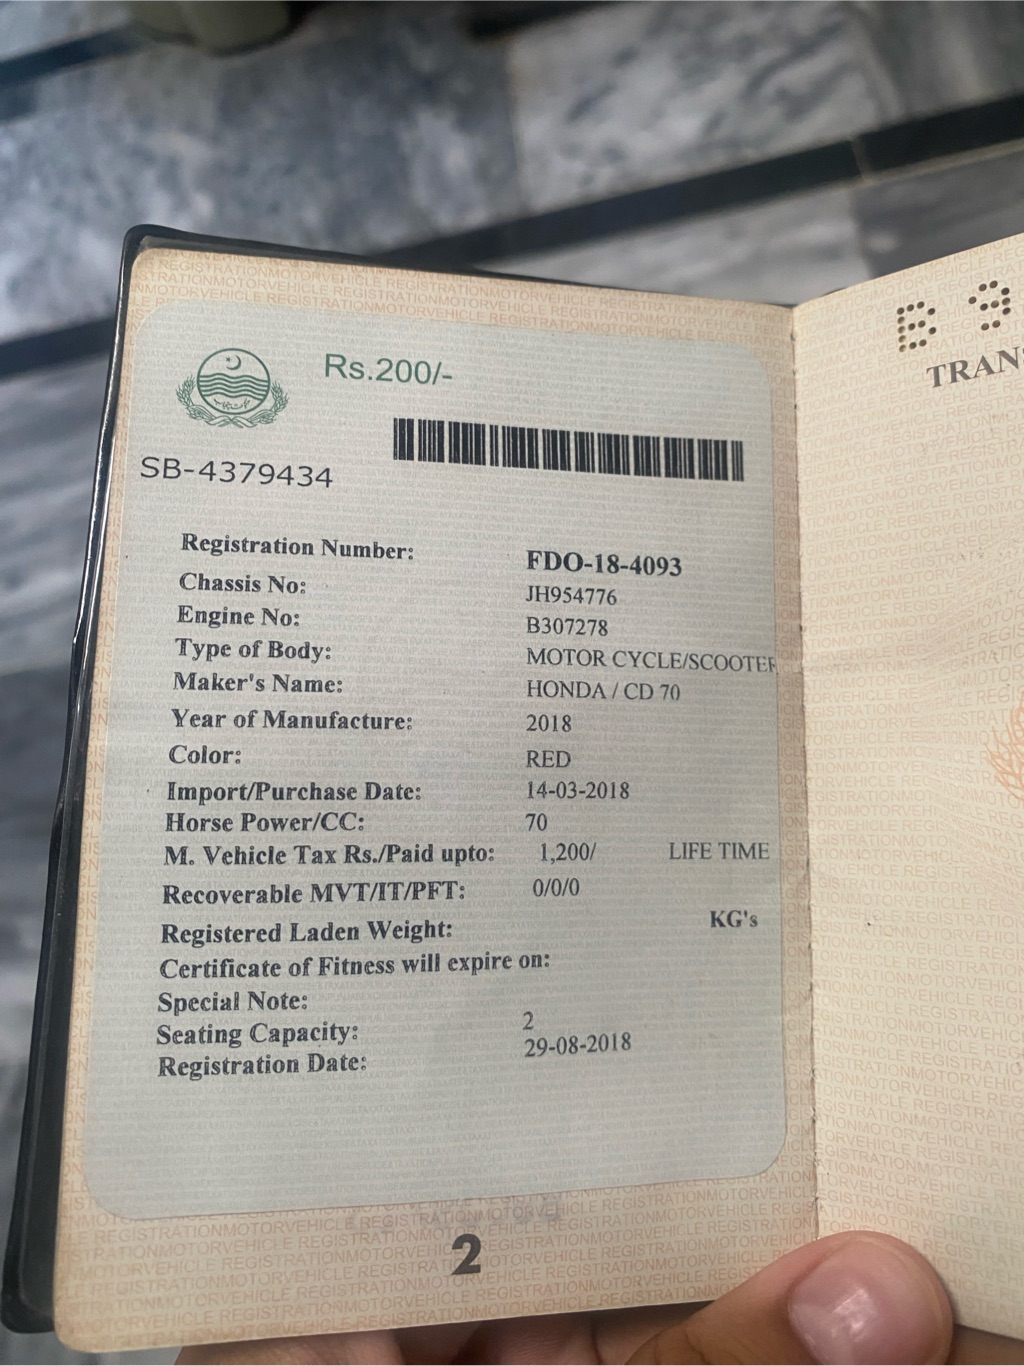 Rs.200/-
SB-4379434
Registration Number: FDO-18-4093
Chassis No: JH954776
Engine No: B307278
Type of Body: MOTOR CYCLE/SCOOTER
Maker's Name: HONDA / CD 70
Year of Manufacture: 2018
Color: RED
Import/Purchase Date: 14-03-2018
Horse Power/CC: 70
M. Vehicle Tax Rs./Paid upto: 1,200/ LIFE TIME
Recoverable MVT/IT/PFT: 0/0/0
Registered Laden Weight: KG's
Certificate of Fitness will expire on:
Special Note:
Seating Capacity: 2
Registration Date: 29-08-2018
2
B 3
TRANS